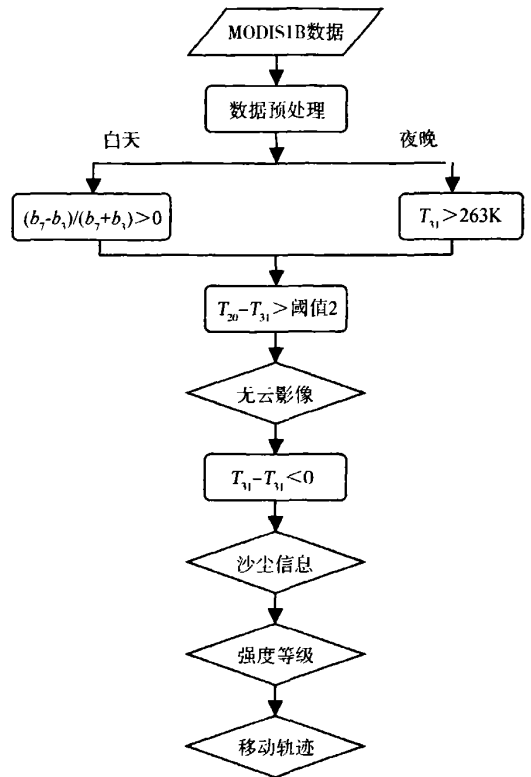 MODIS1B数据
数据预处理
白天
夜晚
(b₇-b₃)/(b₇+b₃)>0
T₃₁>263K
T₂₀-T₃₁>阈值2
无云影像
T₃₁-T₃₁<0
沙尘信息
强度等级
移动轨迹